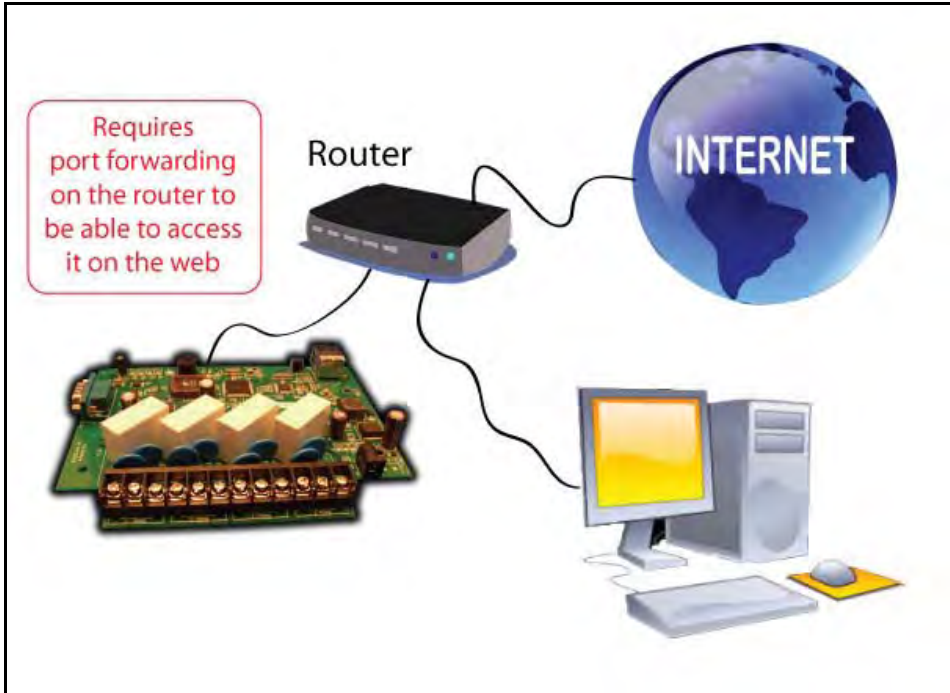 Requires
port forwarding
on the router to
be able to access
it on the web
Router
INTERNET